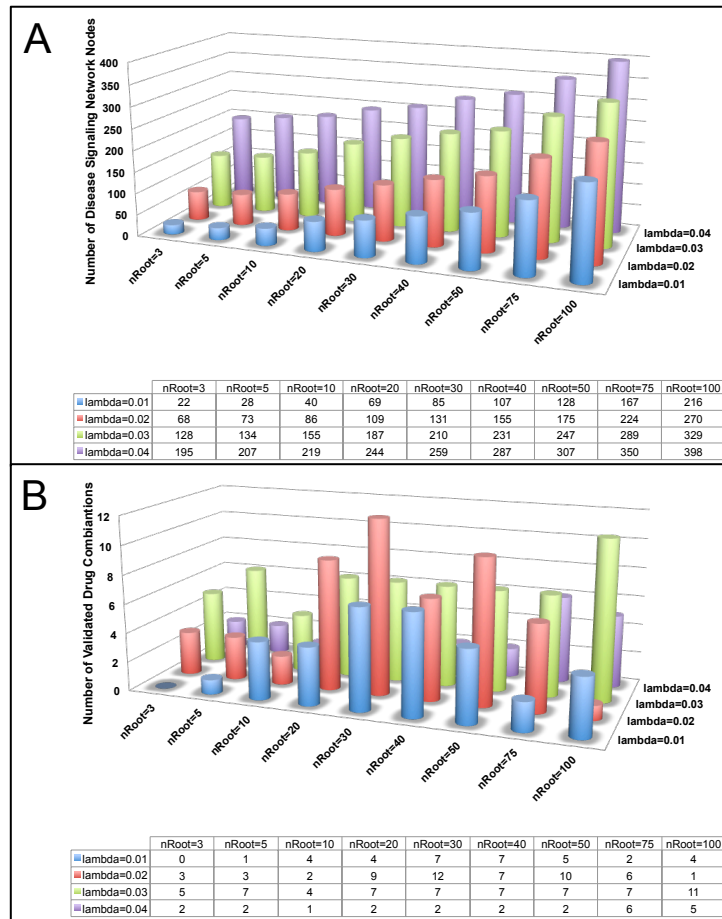 A
Number of Disease Signaling Network Nodes
400
350
300
250
200
150
100
50
0
nRoot=3
nRoot=5
nRoot=10
nRoot=20
nRoot=30
nRoot=40
nRoot=50
nRoot=75
nRoot=100
lambda=0.04
lambda=0.03
lambda=0.02
lambda=0.01
nRoot=3 nRoot=5 nRoot=10 nRoot=20 nRoot=30 nRoot=40 nRoot=50 nRoot=75 nRoot=100
lambda=0.01 22 28 40 69 85 107 128 167 216
lambda=0.02 68 73 86 109 131 155 175 224 270
lambda=0.03 128 134 155 187 210 231 247 289 329
lambda=0.04 195 207 219 244 259 287 307 350 398
B
Number of Validated Drug Combiantions
12
10
8
6
4
2
0
nRoot=3
nRoot=5
nRoot=10
nRoot=20
nRoot=30
nRoot=40
nRoot=50
nRoot=75
nRoot=100
lambda=0.04
lambda=0.03
lambda=0.02
lambda=0.01
nRoot=3 nRoot=5 nRoot=10 nRoot=20 nRoot=30 nRoot=40 nRoot=50 nRoot=75 nRoot=100
lambda=0.01 0 1 4 4 7 7 5 2 4
lambda=0.02 3 3 2 9 12 7 10 6 1
lambda=0.03 5 7 4 7 7 7 7 7 11
lambda=0.04 2 2 1 2 2 2 2 6 5